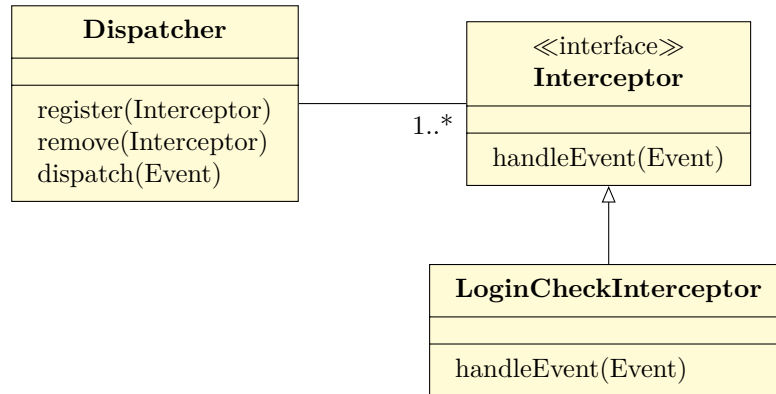 Dispatcher
register(Interceptor)
remove(Interceptor)
dispatch(Event)
1..*
≪interface≫
Interceptor
handleEvent(Event)
LoginCheckInterceptor
handleEvent(Event)